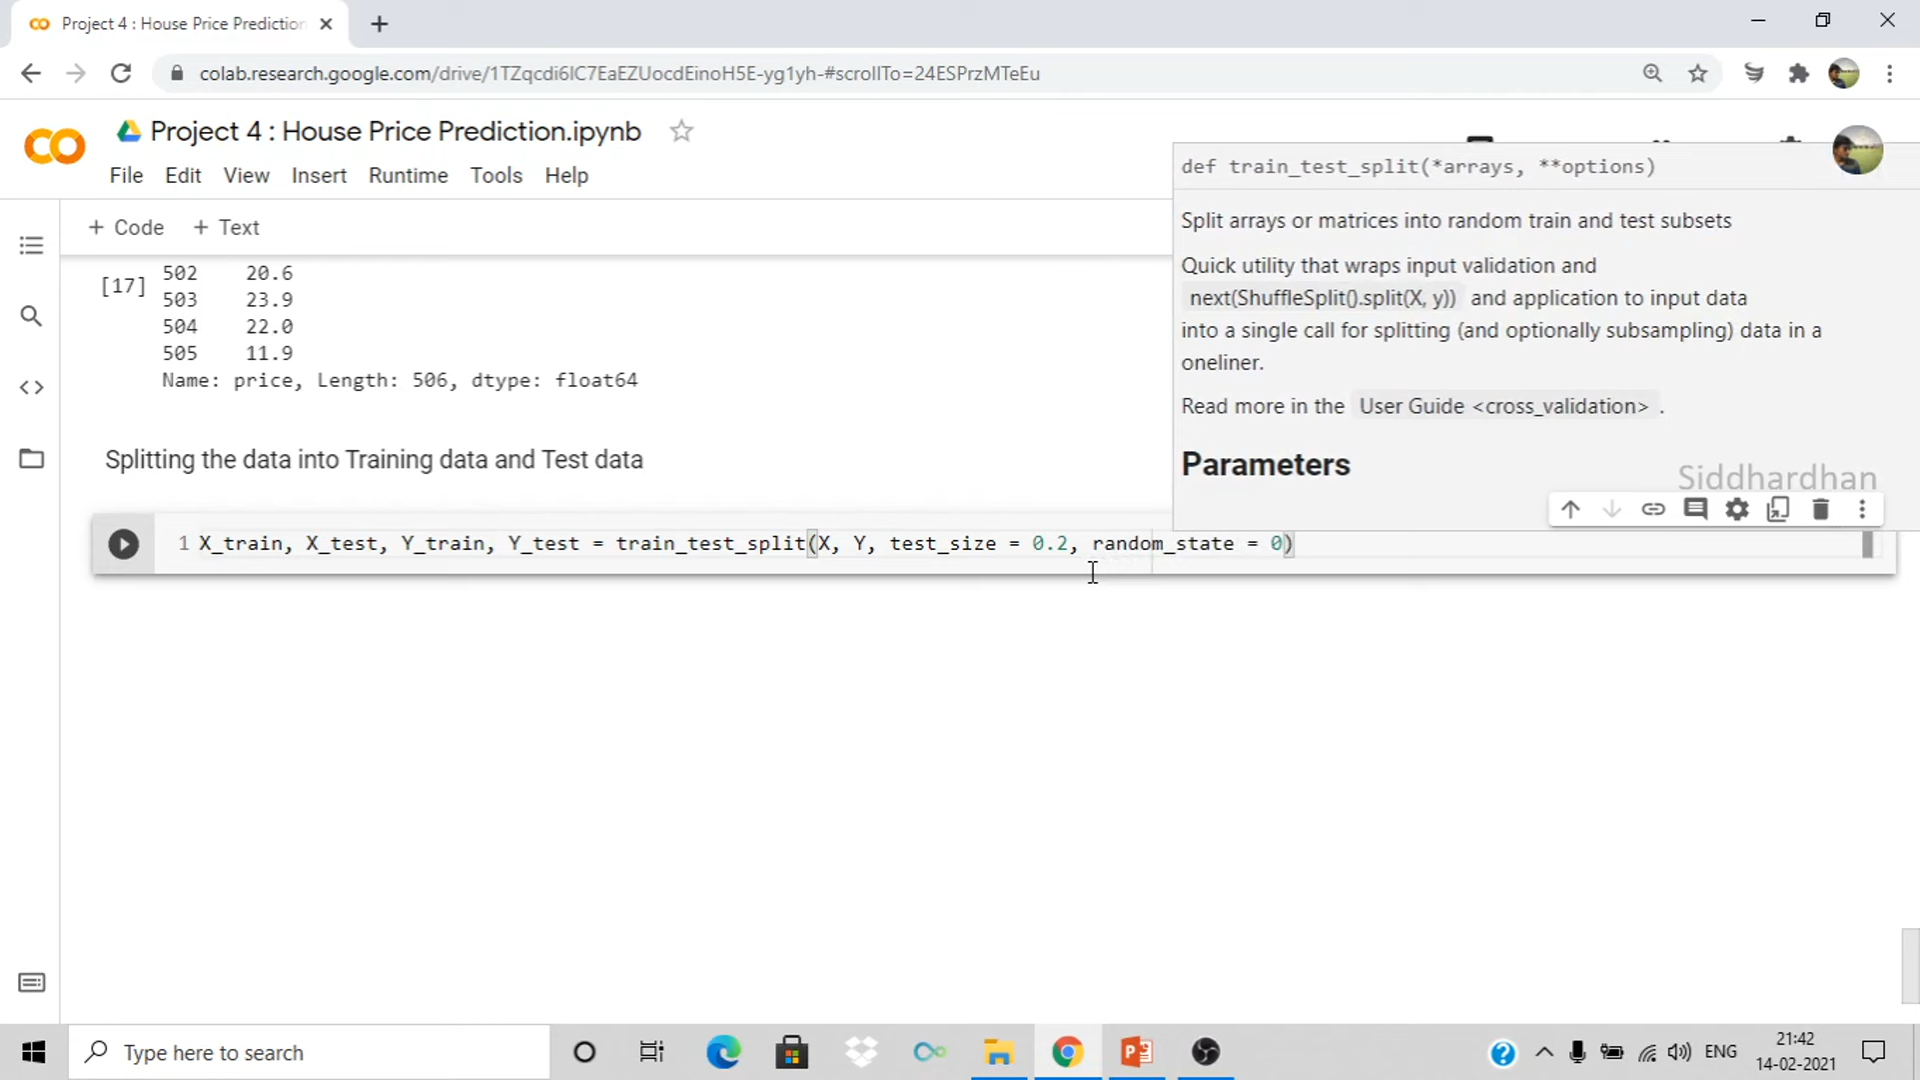 Project 4 : House Price Prediction
colab.research.google.com/drive/1TZqcdi6lC7EaEZUocdEinoH5E-yg1yh-#scrollTo=24ESPrzMTeEu
Project 4 : House Price Prediction.ipynb
File Edit View Insert Runtime Tools Help
+ Code + Text
def train_test_split(*arrays, **options)
Split arrays or matrices into random train and test subsets
Quick utility that wraps input validation and
next(ShuffleSplit().split(X, y)) and application to input data
into a single call for splitting (and optionally subsampling) data in a
oneliner.
Read more in the User Guide <cross_validation> .
Parameters
Siddhardhan
[17]
502 20.6
503 23.9
504 22.0
505 11.9
Name: price, Length: 506, dtype: float64
Splitting the data into Training data and Test data
1 X_train, X_test, Y_train, Y_test = train_test_split(X, Y, test_size = 0.2, random_state = 0)
Type here to search
ENG
21:42
14-02-2021